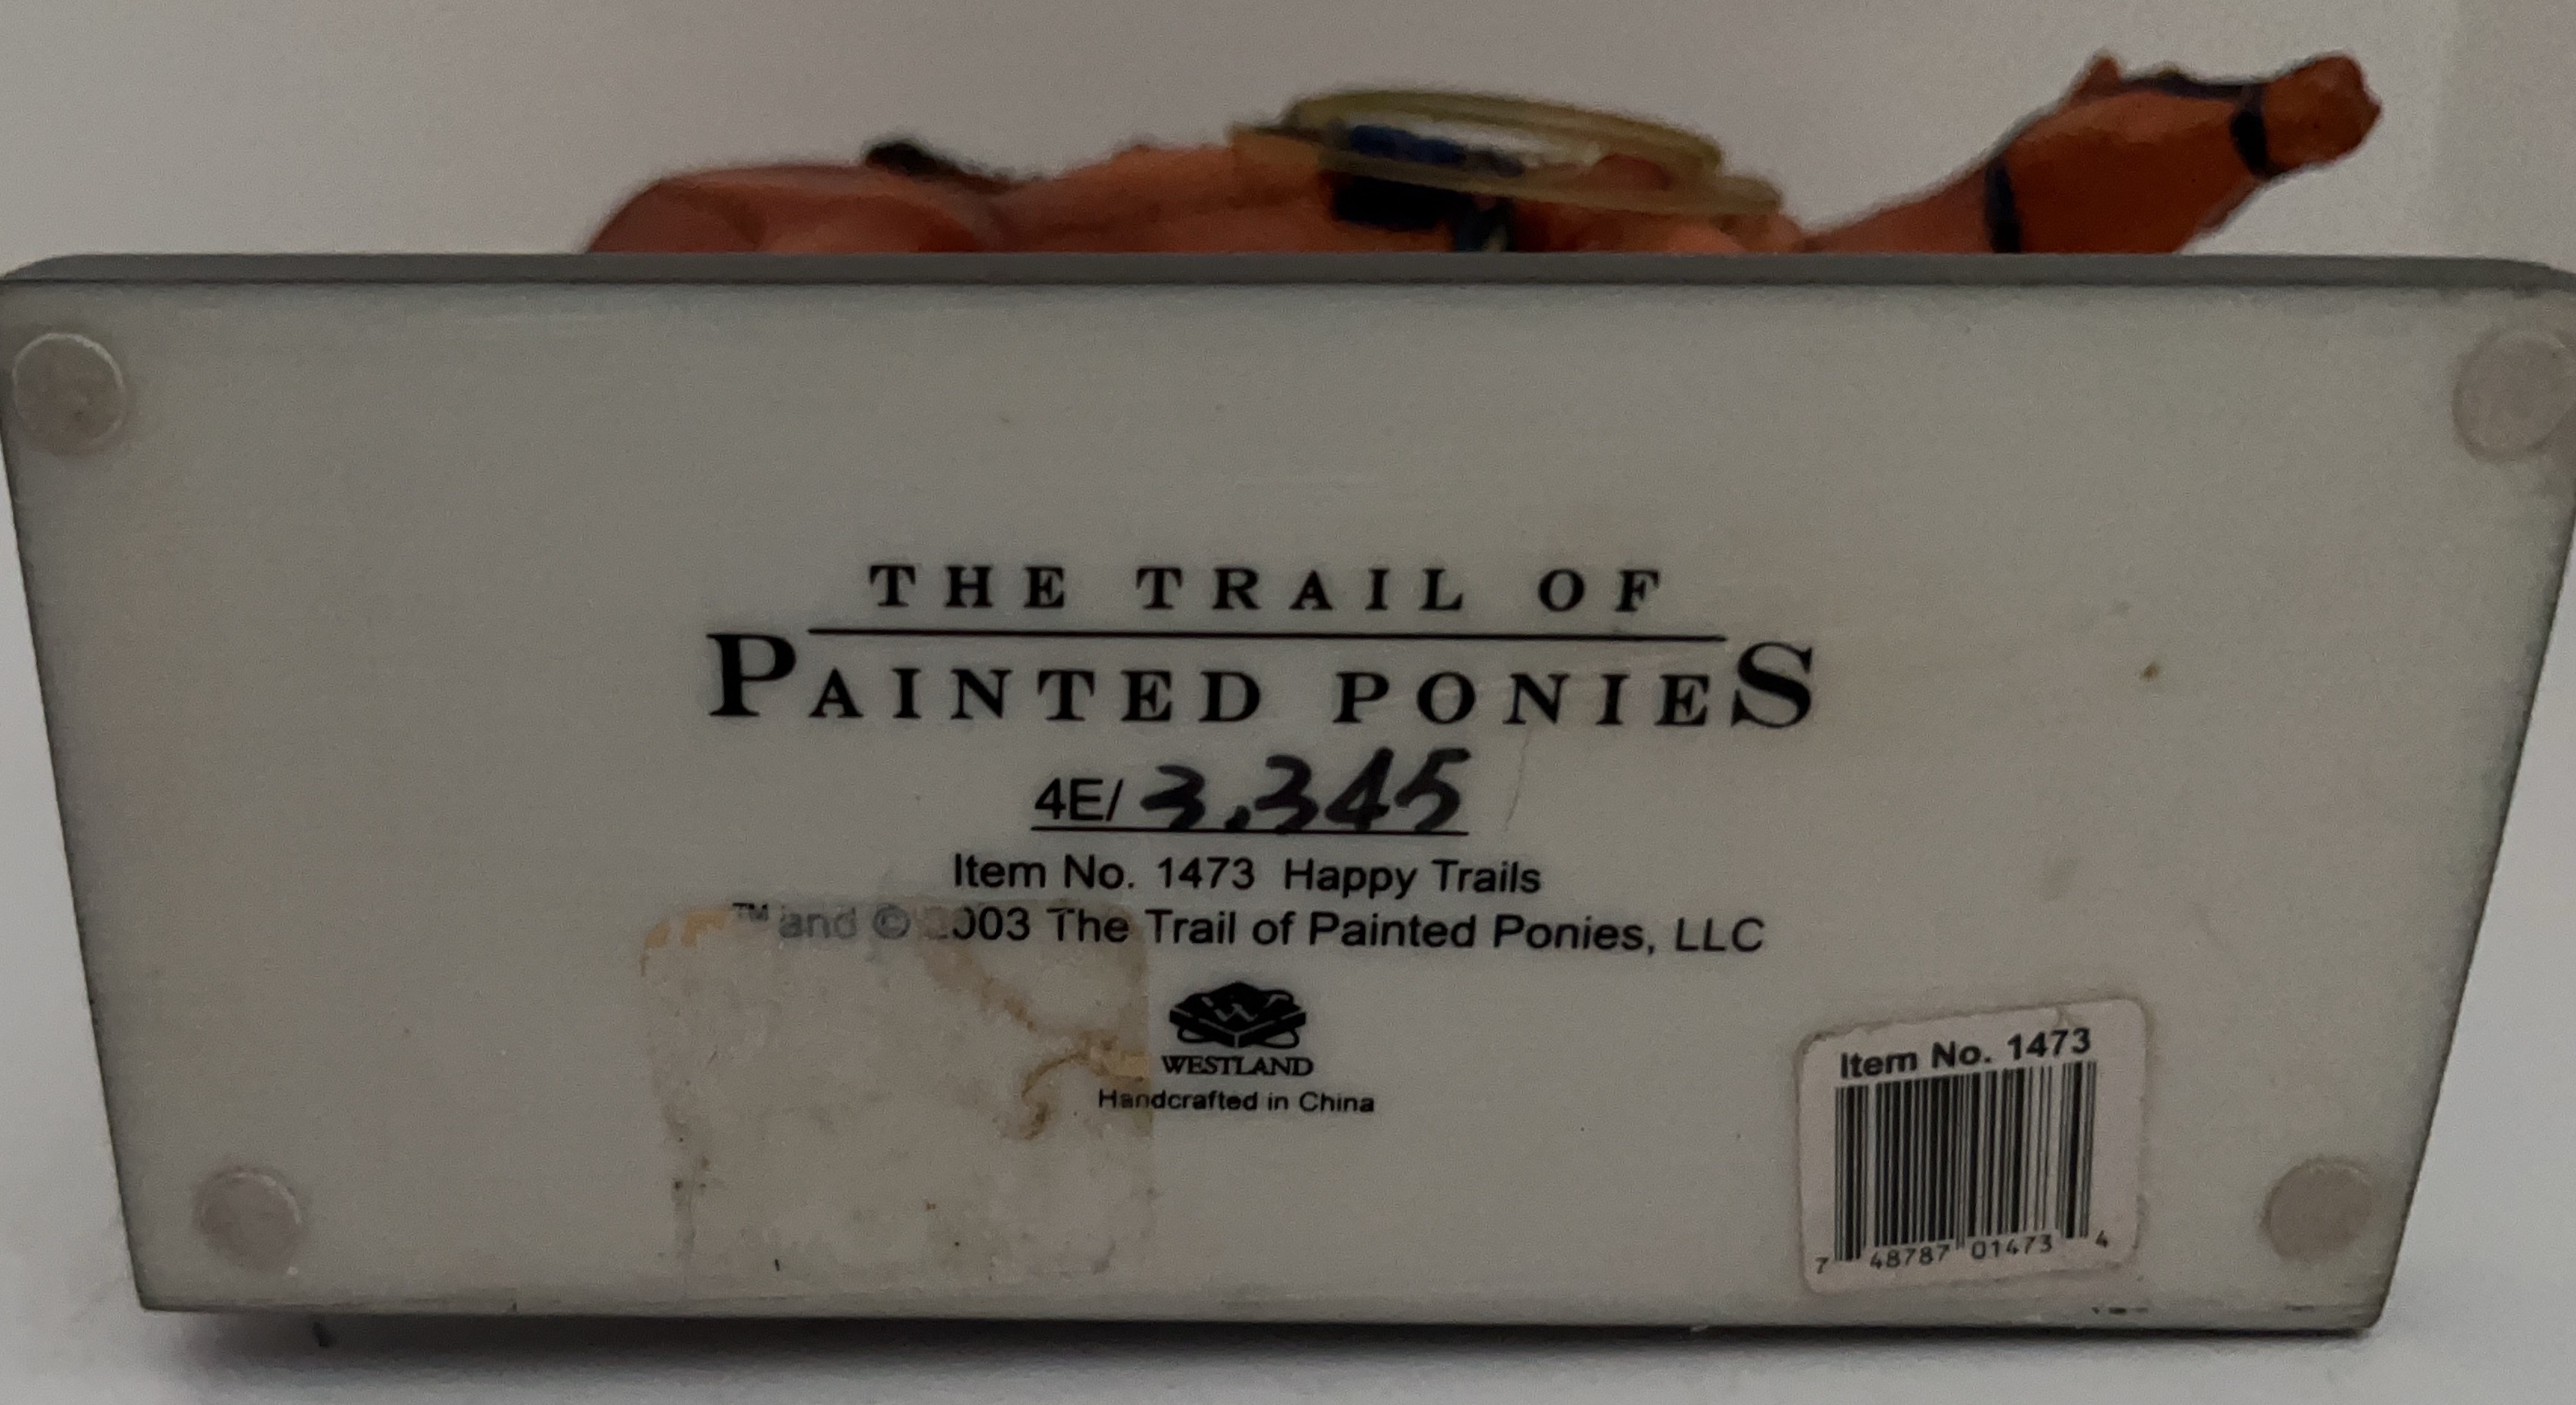 THE TRAIL OF
PAINTED PONIES
4E/ 3,345
Item No. 1473 Happy Trails
™ and © 2003 The Trail of Painted Ponies, LLC
WESTLAND
Handcrafted in China
Item No. 1473
7 48787 01473 4